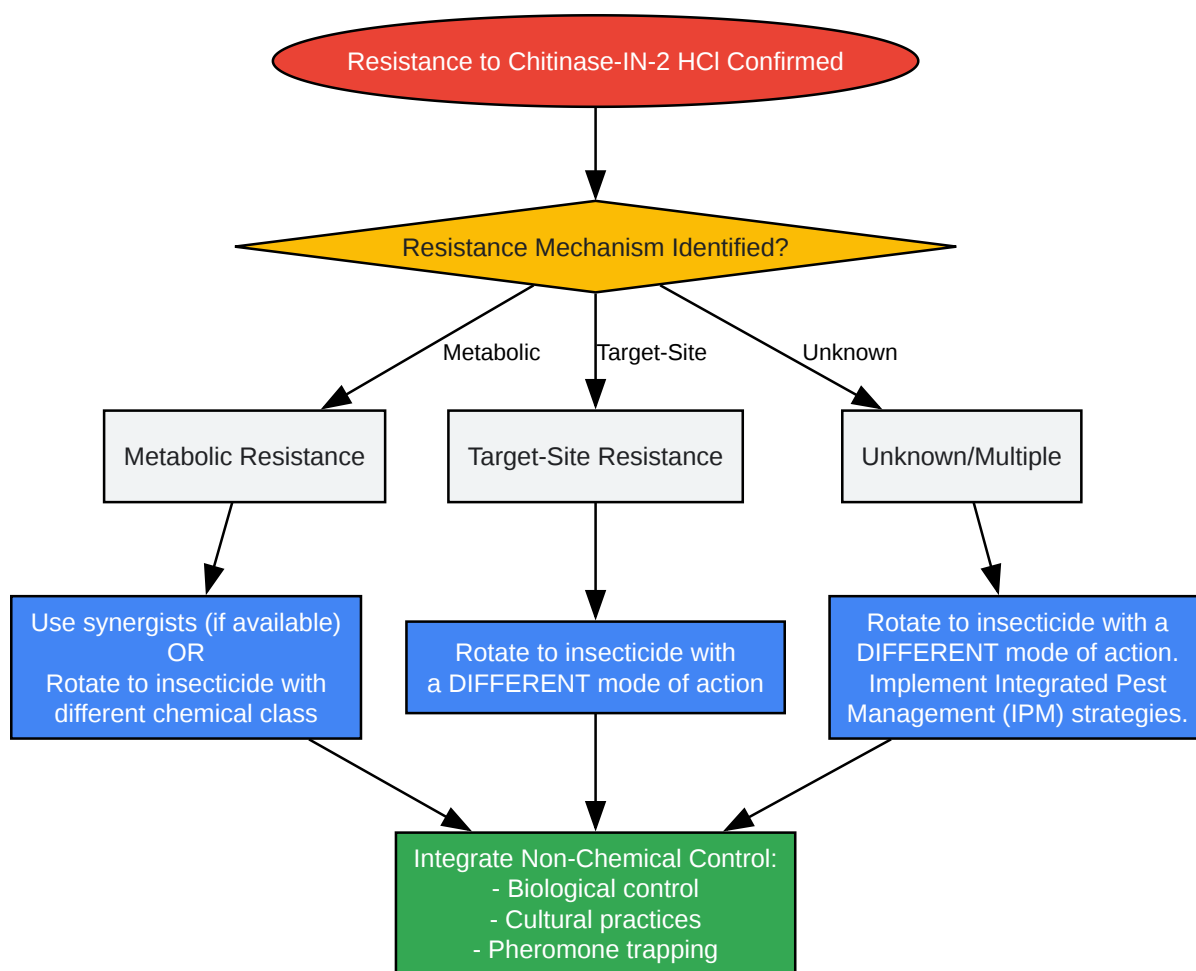 Resistance to Chitinase-IN-2 HCl Confirmed
Resistance Mechanism Identified?
Metabolic
Target-Site
Unknown
Metabolic Resistance
Target-Site Resistance
Unknown/Multiple
Use synergists (if available)
OR
Rotate to insecticide with
different chemical class
Rotate to insecticide with
a DIFFERENT mode of action
Rotate to insecticide with a
DIFFERENT mode of action.
Implement Integrated Pest
Management (IPM) strategies.
Integrate Non-Chemical Control:
- Biological control
- Cultural practices
- Pheromone trapping